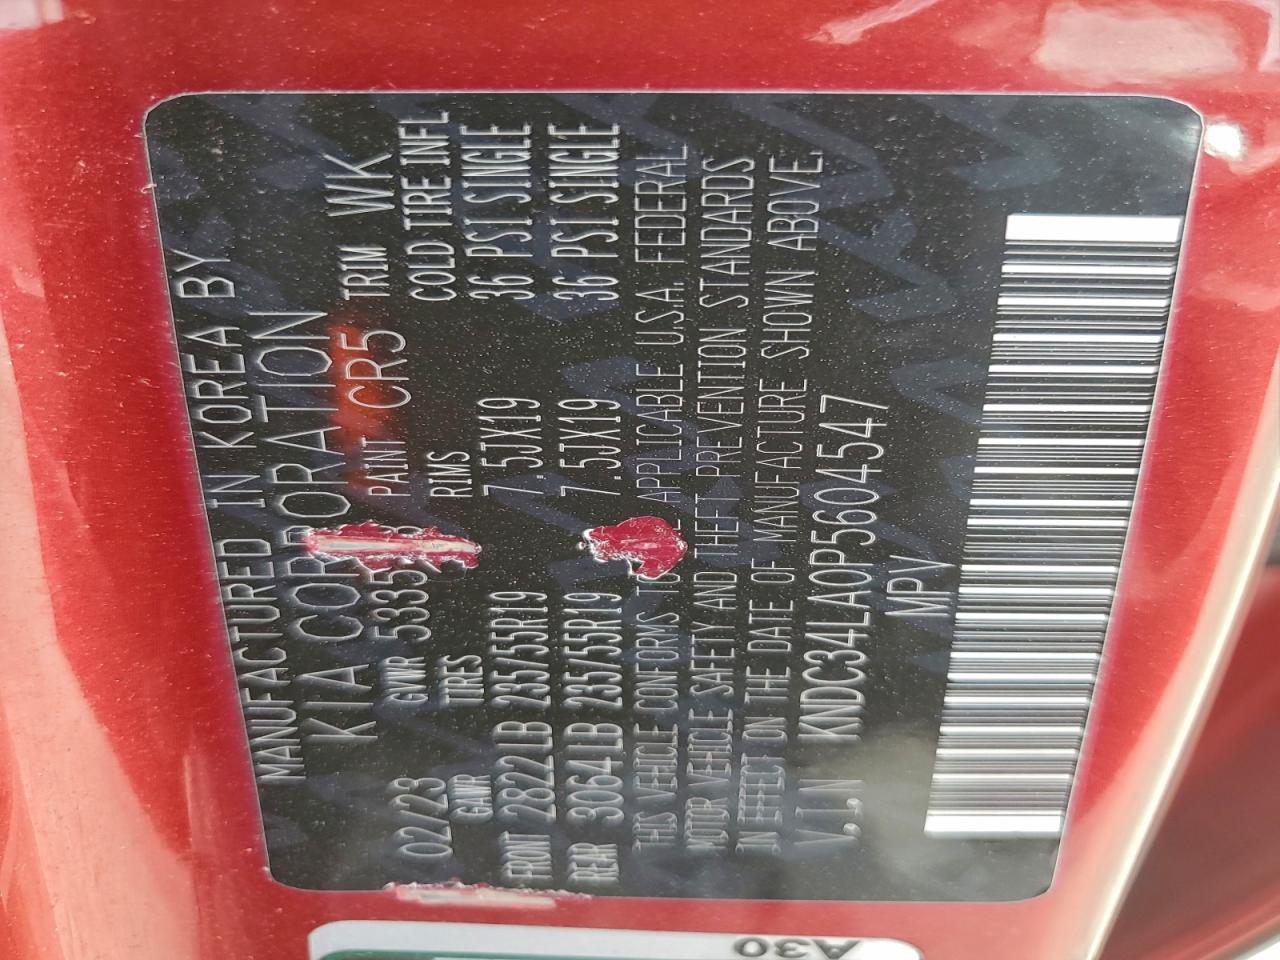 MANUFACTURED IN KOREA BY
KIA CORPORATION
02/23 GVWR 5335 PAINT CR5 TRIM WK
GAWR TIRES RIMS COLD TIRE INFL
FRONT 2822LB 235/55R19 7.5JX19 36 PSI SINGLE
REAR 3064LB 235/55R19 7.5JX19 36 PSI SINGLE
THIS VEHICLE CONFORMS APPLICABLE U.S.A. FEDERAL
MOTOR VEHICLE SAFETY AND THEFT PREVENTION STANDARDS
IN EFFECT ON THE DATE OF MANUFACTURE SHOWN ABOVE.
V.I.N KNDC34LA0P5604547
MPV
A30